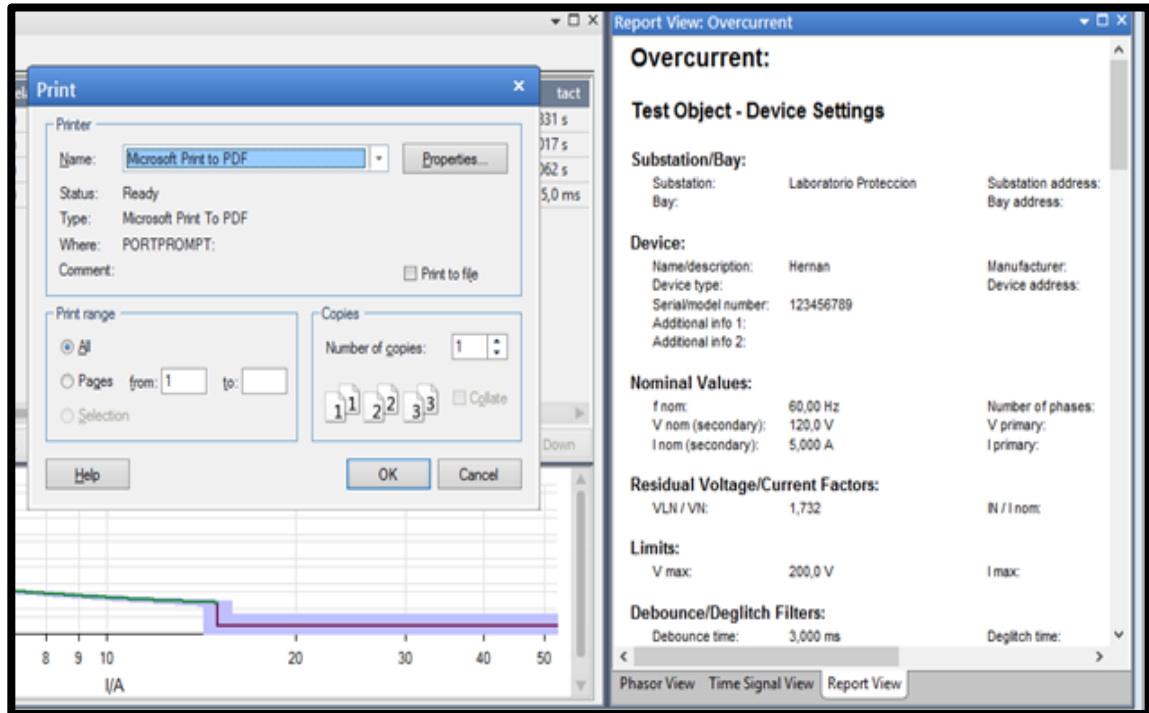 Report View: Overcurrent
Print
Printer
Name: Microsoft Print to PDF Properties...
Status: Ready
Type: Microsoft Print To PDF
Where: PORTPROMPT:
Comment: Print to file
Print range
All
Pages from: 1 to:
Selection
Copies
Number of copies: 1
1 1 2 2 3 3 Collate
Help OK Cancel
tact
331 s
017 s
062 s
5,0 ms
Down
8 9 10 20 30 40 50
I/A
Overcurrent:
Test Object - Device Settings
Substation/Bay:
Substation: Laboratorio Proteccion Substation address:
Bay: Bay address:
Device:
Name/description: Hernan Manufacturer:
Device type: Device address:
Serial/model number: 123456789
Additional info 1:
Additional info 2:
Nominal Values:
f nom: 60,00 Hz Number of phases:
V nom (secondary): 120,0 V V primary:
I nom (secondary): 5,000 A I primary:
Residual Voltage/Current Factors:
VLN / VN: 1,732 IN / I nom:
Limits:
V max: 200,0 V I max:
Debounce/Deglitch Filters:
Debounce time: 3,000 ms Deglitch time:
Phasor View Time Signal View Report View